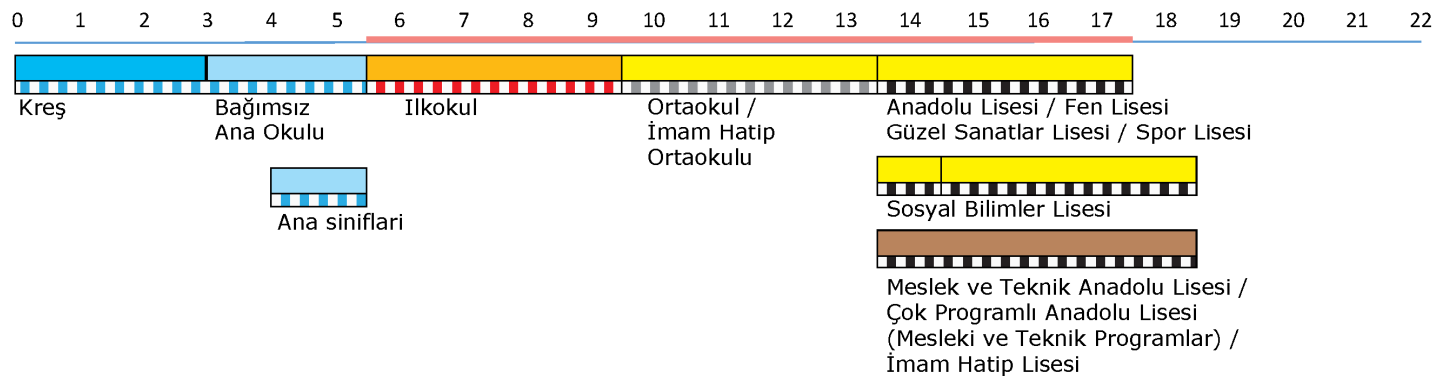 0 1 2 3 4 5 6 7 8 9 10 11 12 13 14 15 16 17 18 19 20 21 22
Kreş
Bağımsız
Ana Okulu
Ilkokul
Ortaokul /
İmam Hatip
Ortaokulu
Anadolu Lisesi / Fen Lisesi
Güzel Sanatlar Lisesi / Spor Lisesi
Ana siniflari
Sosyal Bilimler Lisesi
Meslek ve Teknik Anadolu Lisesi /
Çok Programlı Anadolu Lisesi
(Mesleki ve Teknik Programlar) /
İmam Hatip Lisesi